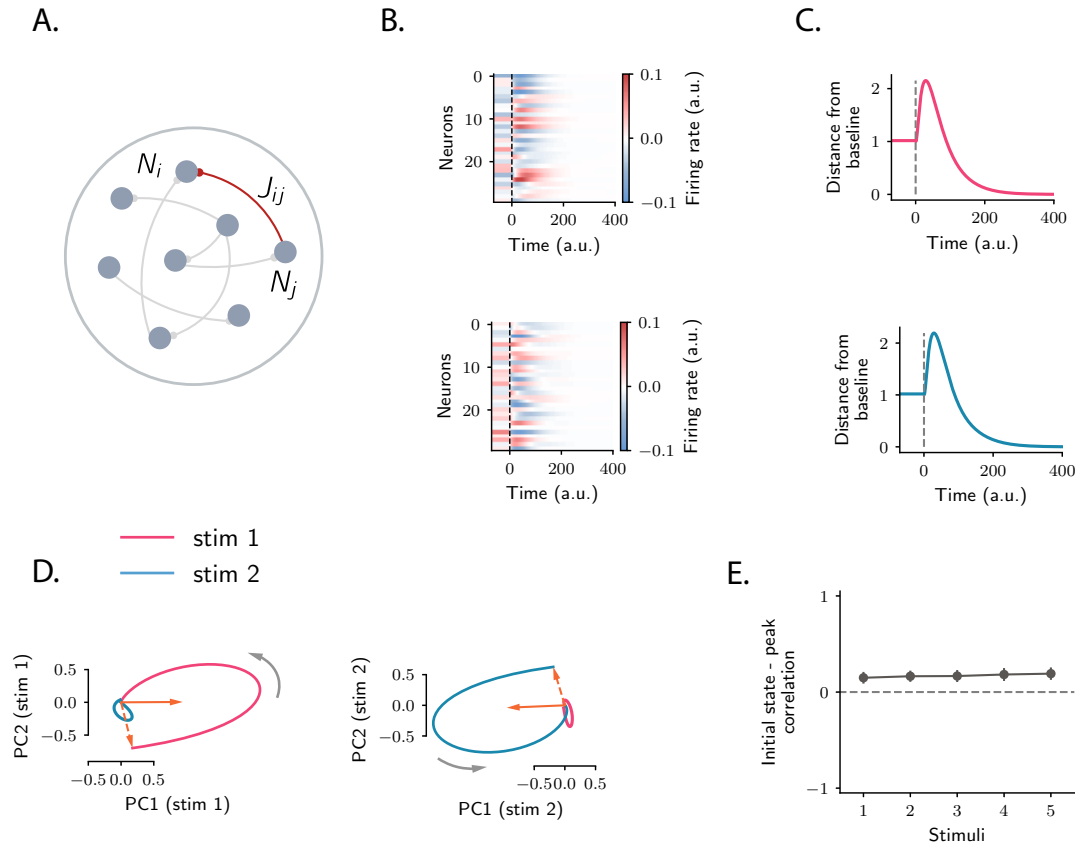 A.
B.
C.
N_i
J_ij
N_j
0
10
20
Neurons
0
200
400
Time (a.u.)
0.1
0.0
−0.1
Firing rate (a.u.)
2
1
0
Distance from
baseline
0
100
200
300
400
Time (a.u.)
0
10
20
Neurons
0
200
400
Time (a.u.)
0.1
0.0
−0.1
Firing rate (a.u.)
2
1
0
Distance from
baseline
0
100
200
300
400
Time (a.u.)
stim 1
stim 2
D.
0.5
0.0
−0.5
PC2 (stim 1)
−0.5 0.0 0.5
PC1 (stim 1)
0.5
0.0
−0.5
PC2 (stim 2)
−0.50.0 0.5
PC1 (stim 2)
E.
1
0
−1
Initial state - peak
correlation
1
2
3
4
5
Stimuli